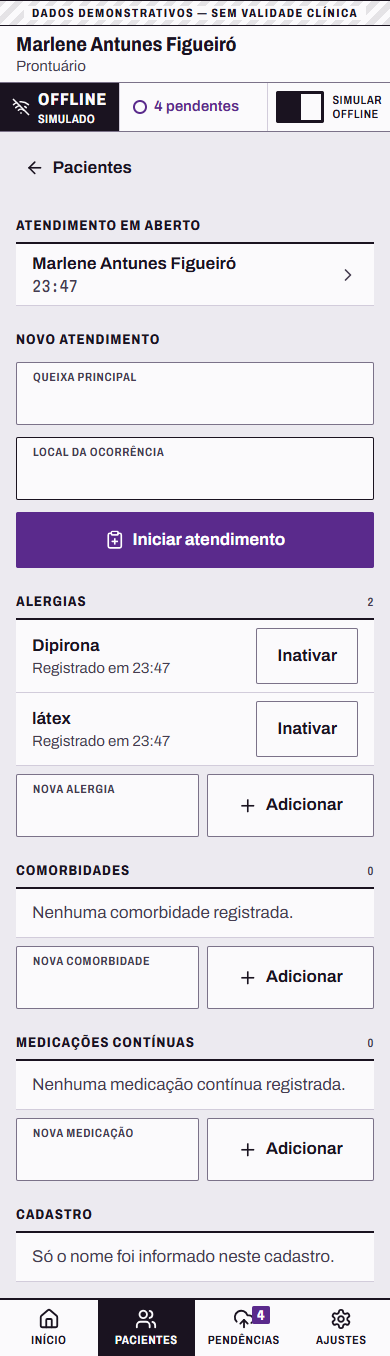 DADOS DEMONSTRATIVOS — SEM VALIDADE CLÍNICA
Marlene Antunes Figueiró
Prontuário
OFFLINE
SIMULADO
4 pendentes
SIMULAR
OFFLINE
Pacientes
ATENDIMENTO EM ABERTO
Marlene Antunes Figueiró
23:47
NOVO ATENDIMENTO
QUEIXA PRINCIPAL
LOCAL DA OCORRÊNCIA
Iniciar atendimento
ALERGIAS 2
Dipirona
Registrado em 23:47
Inativar
látex
Registrado em 23:47
Inativar
NOVA ALERGIA
Adicionar
COMORBIDADES 0
Nenhuma comorbidade registrada.
NOVA COMORBIDADE
Adicionar
MEDICAÇÕES CONTÍNUAS 0
Nenhuma medicação contínua registrada.
NOVA MEDICAÇÃO
Adicionar
CADASTRO
Só o nome foi informado neste cadastro.
INÍCIO
PACIENTES
4
PENDÊNCIAS
AJUSTES